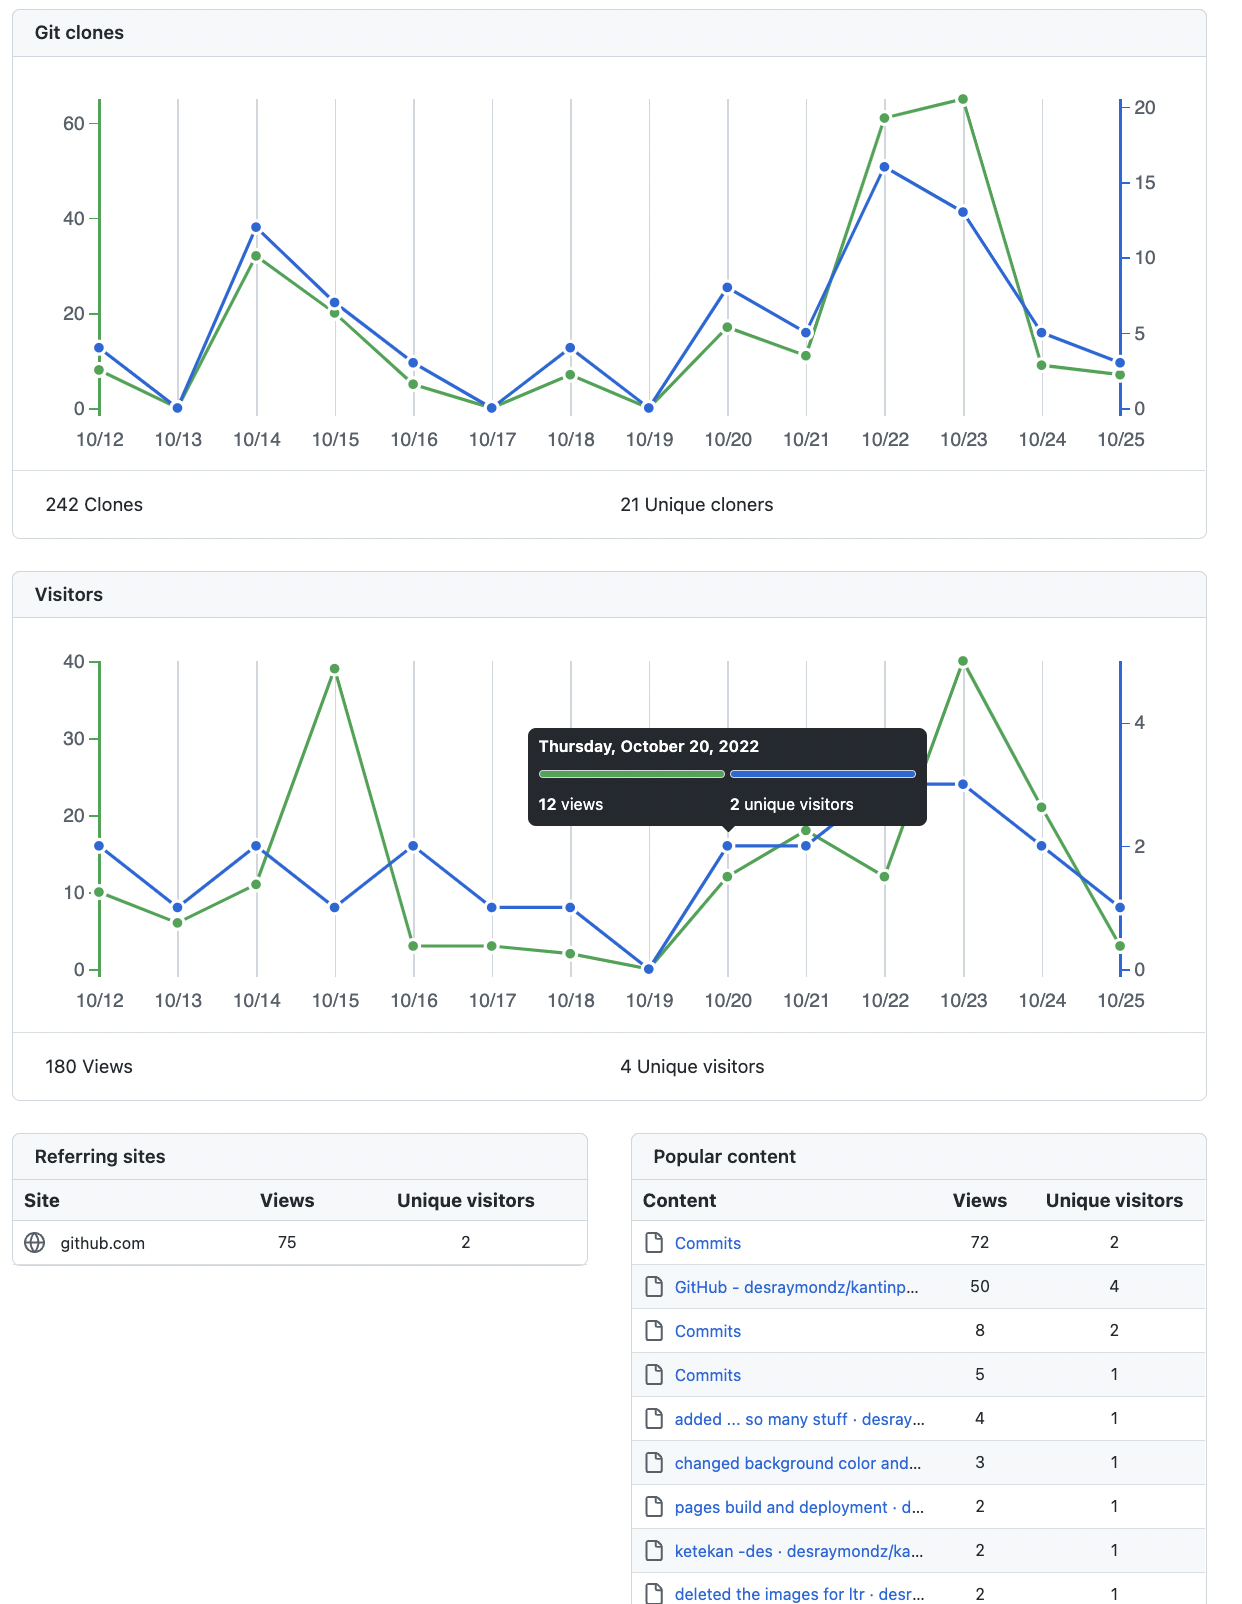 Git clones
60
40
20
0
20
15
10
5
0
10/12 10/13 10/14 10/15 10/16 10/17 10/18 10/19 10/20 10/21 10/22 10/23 10/24 10/25
242 Clones 21 Unique cloners
Visitors
40
30
20
10
0
4
2
0
Thursday, October 20, 2022
12 views 2 unique visitors
10/12 10/13 10/14 10/15 10/16 10/17 10/18 10/19 10/20 10/21 10/22 10/23 10/24 10/25
180 Views 4 Unique visitors
Referring sites
Site Views Unique visitors
github.com 75 2
Popular content
Content Views Unique visitors
Commits 72 2
GitHub - desraymondz/kantinp... 50 4
Commits 8 2
Commits 5 1
added ... so many stuff · desray... 4 1
changed background color and... 3 1
pages build and deployment · d... 2 1
ketekan -des · desraymondz/ka... 2 1
deleted the images for ltr · desr... 2 1